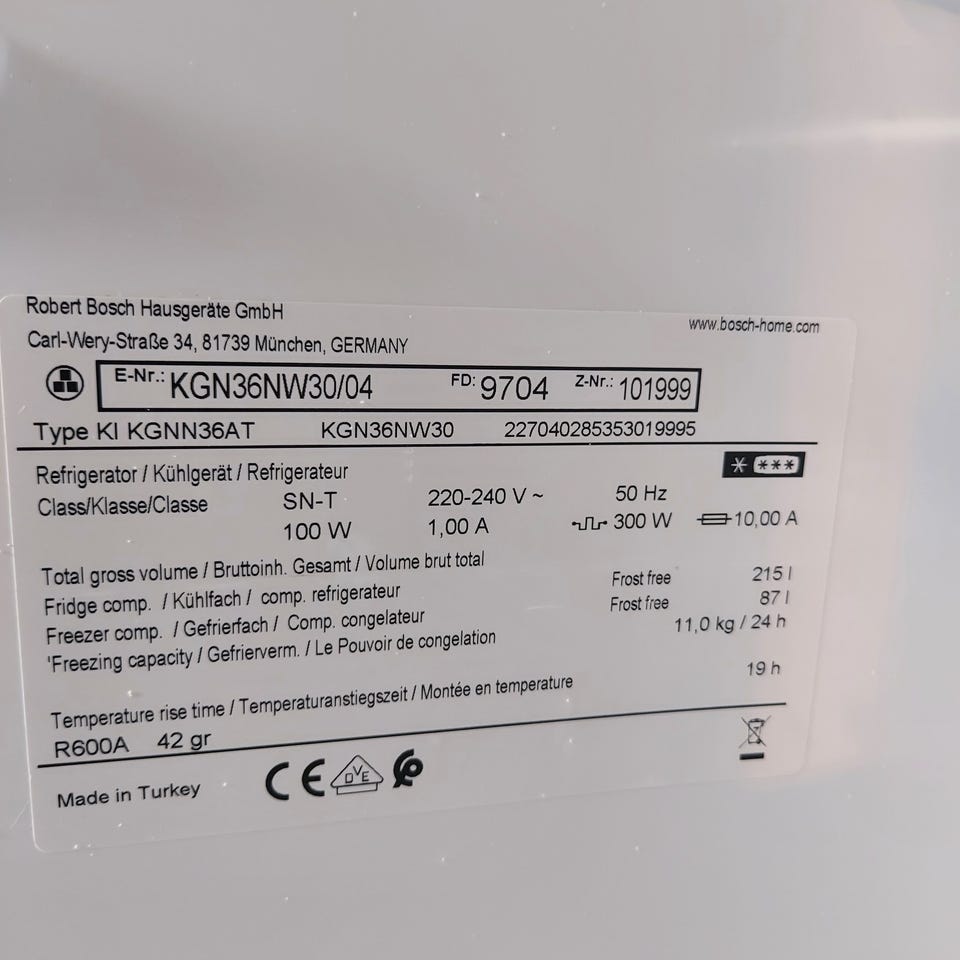 Robert Bosch Hausgeräte GmbH
www.bosch-home.com
Carl-Wery-Straße 34, 81739 München, GERMANY
E-Nr.: KGN36NW30/04 FD: 9704 Z-Nr.: 101999
Type KI KGNN36AT KGN36NW30 227040285353019995
Refrigerator / Kühlgerät / Refrigerateur
Class/Klasse/Classe SN-T 220-240 V ~ 50 Hz
100 W 1,00 A 300 W 10,00 A
Total gross volume / Bruttoinh. Gesamt / Volume brut total
Fridge comp. / Kühlfach / comp. refrigerateur Frost free 215 l
Freezer comp. / Gefrierfach / Comp. congelateur Frost free 87 l
'Freezing capacity / Gefrierverm. / Le Pouvoir de congelation 11,0 kg / 24 h
Temperature rise time / Temperaturanstiegszeit / Montée en temperature 19 h
R600A 42 gr
Made in Turkey CE OVE